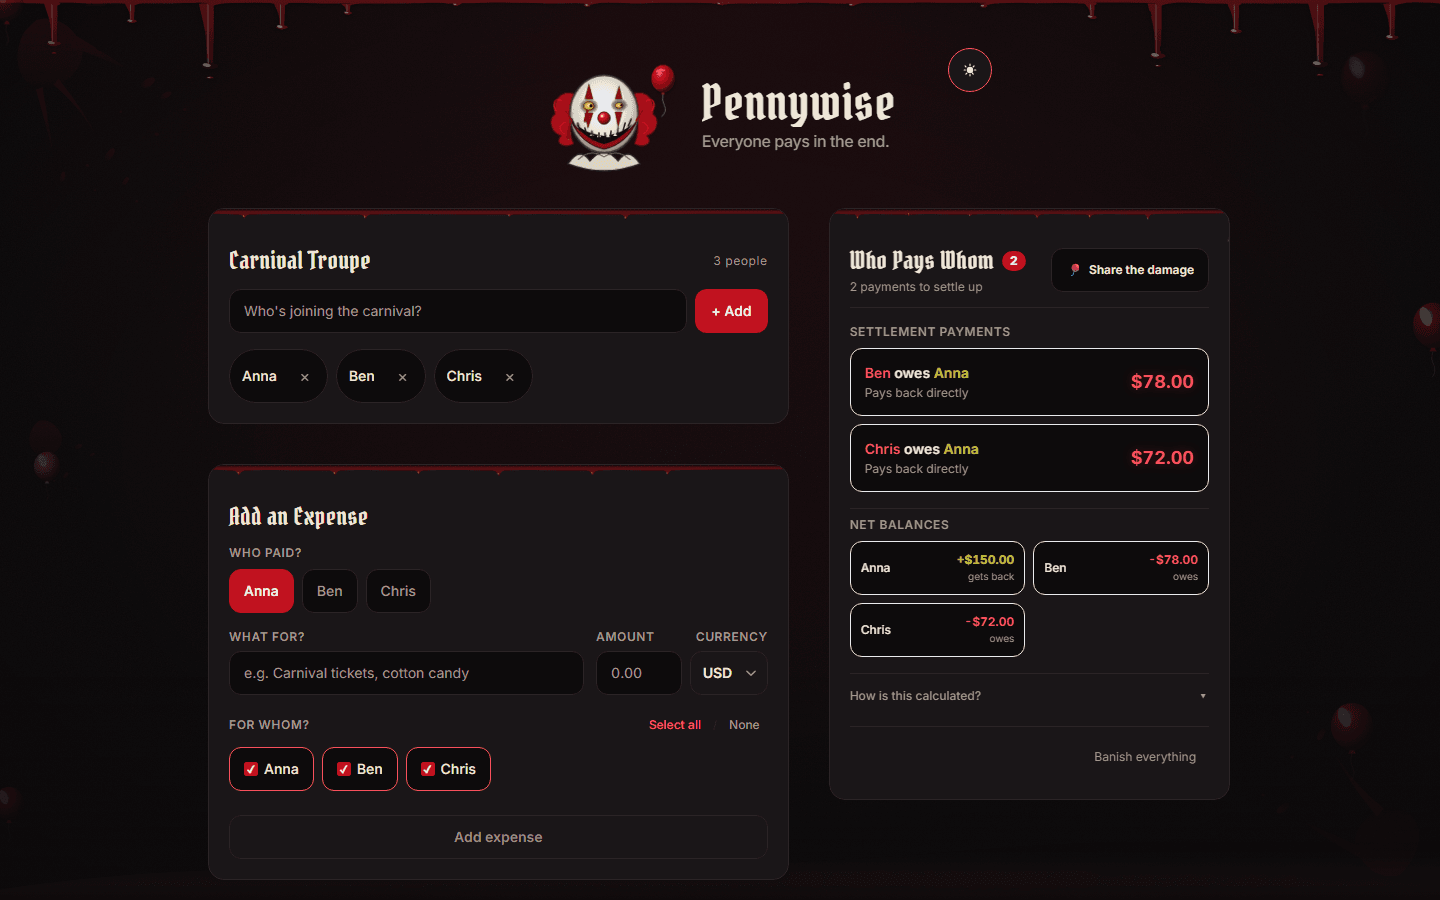 Pennywise
Everyone pays in the end.
Carnival Troupe
3 people
Who's joining the carnival?
+ Add
Anna ×
Ben ×
Chris ×
Add an Expense
WHO PAID?
Anna
Ben
Chris
WHAT FOR?
AMOUNT
CURRENCY
e.g. Carnival tickets, cotton candy
0.00
USD
FOR WHOM?
Select all / None
Anna
Ben
Chris
Add expense
Who Pays Whom 2
2 payments to settle up
Share the damage
SETTLEMENT PAYMENTS
Ben owes Anna
Pays back directly
$78.00
Chris owes Anna
Pays back directly
$72.00
NET BALANCES
Anna
+$150.00
gets back
Ben
-$78.00
owes
Chris
-$72.00
owes
How is this calculated?
Banish everything